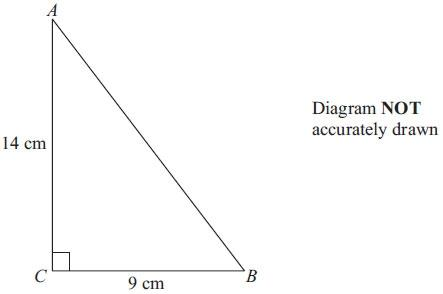 A
Diagram NOT
accurately drawn
14 cm
C
9 cm
B